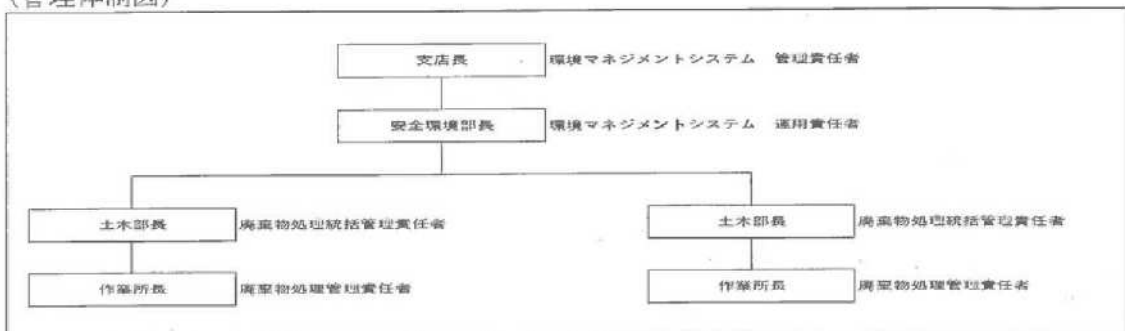 (管理体制図)
支店長 環境マネジメントシステム 管理責任者
安全環境部長 環境マネジメントシステム 運用責任者
土木部長 廃棄物処理統括管理責任者 土木部長 廃棄物処理統括管理責任者
作業所長 廃棄物処理管理責任者 作業所長 廃棄物処理管理責任者